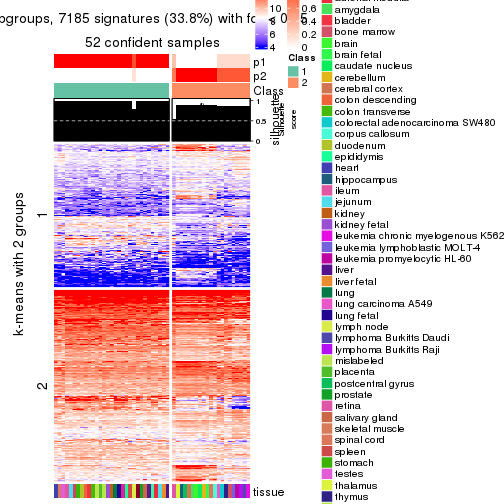 ogroups, 7185 signatures (33.8%) with fd < 0.05
52 confident samples
p1
p2
Class
1
0.5
0
silhouette
score
10
8
6
4
0.6
0.4
0.2
0
Class
1
2
k-means with 2 groups
1
2
tissue
amygdala
bladder
bone marrow
brain
brain fetal
caudate nucleus
cerebellum
cerebral cortex
colon descending
colon transverse
colorectal adenocarcinoma SW480
corpus callosum
duodenum
epididymis
heart
hippocampus
ileum
jejunum
kidney
kidney fetal
leukemia chronic myelogenous K562
leukemia lymphoblastic MOLT-4
leukemia promyelocytic HL-60
liver
liver fetal
lung
lung carcinoma A549
lung fetal
lymph node
lymphoma Burkitts Daudi
lymphoma Burkitts Raji
mislabeled
placenta
postcentral gyrus
prostate
retina
salivary gland
skeletal muscle
spinal cord
spleen
stomach
testes
thalamus
thymus